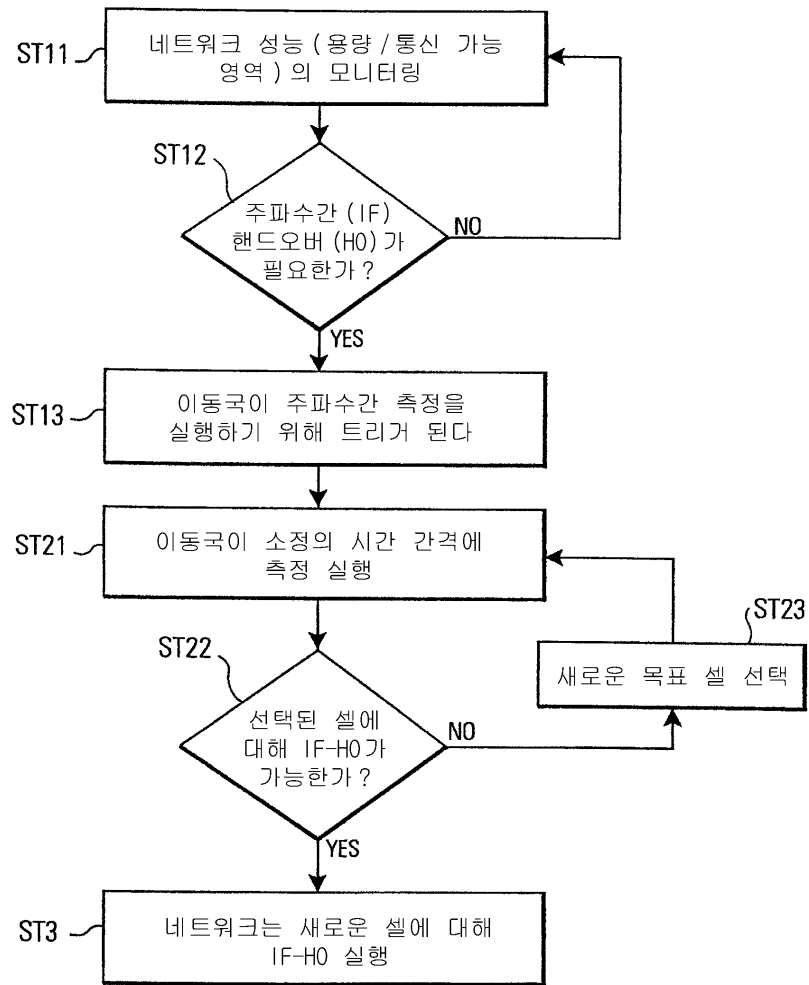 ST11
네트워크 성능(용량/통신 가능
영역)의 모니터링
ST12
주파수간(IF)
핸드오버(HO)가
필요한가?
NO
YES
ST13
이동국이 주파수간 측정을
실행하기 위해 트리거 된다
ST21
이동국이 소정의 시간 간격에
측정 실행
ST23
새로운 목표 셀 선택
ST22
선택된 셀에
대해 IF-HO가
가능한가?
NO
YES
ST3
네트워크는 새로운 셀에 대해
IF-HO 실행